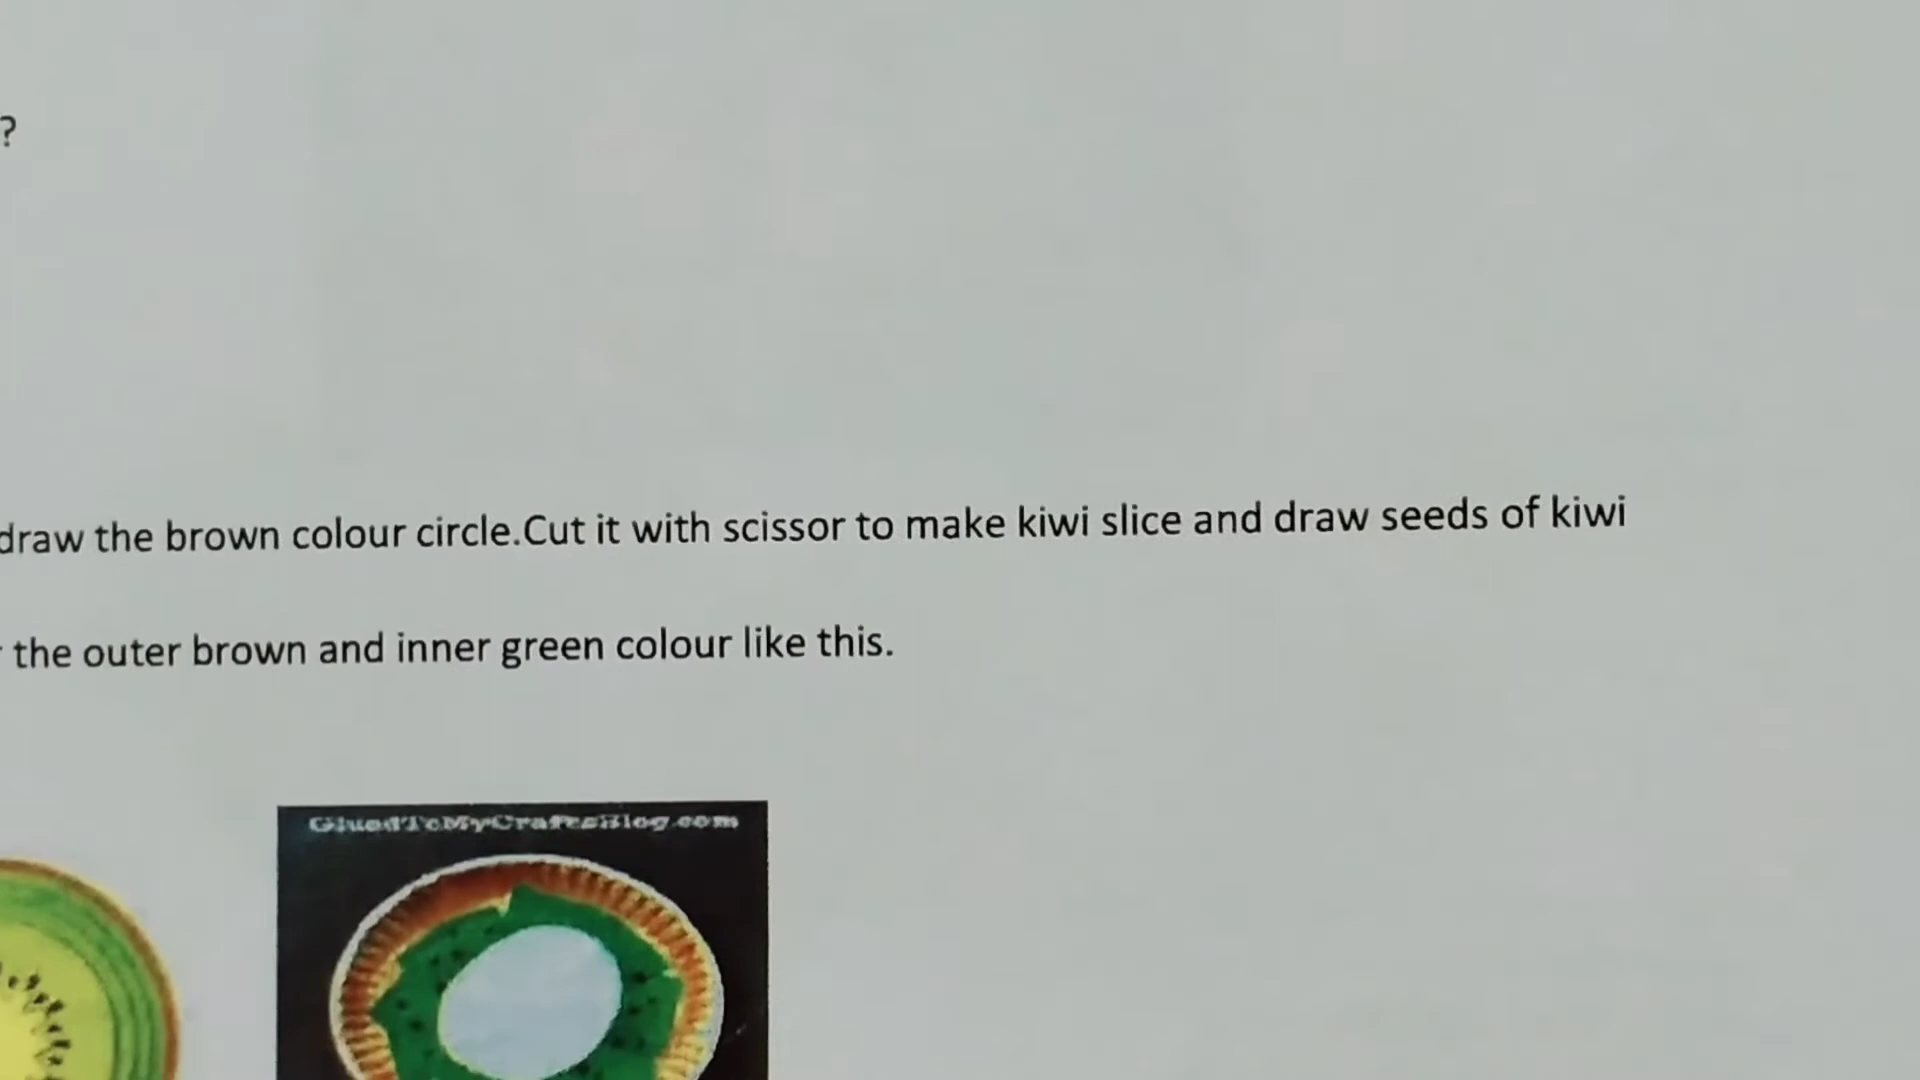 ?
draw the brown colour circle.Cut it with scissor to make kiwi slice and draw seeds of kiwi
the outer brown and inner green colour like this.
GluedToMyCraftsBlog.com